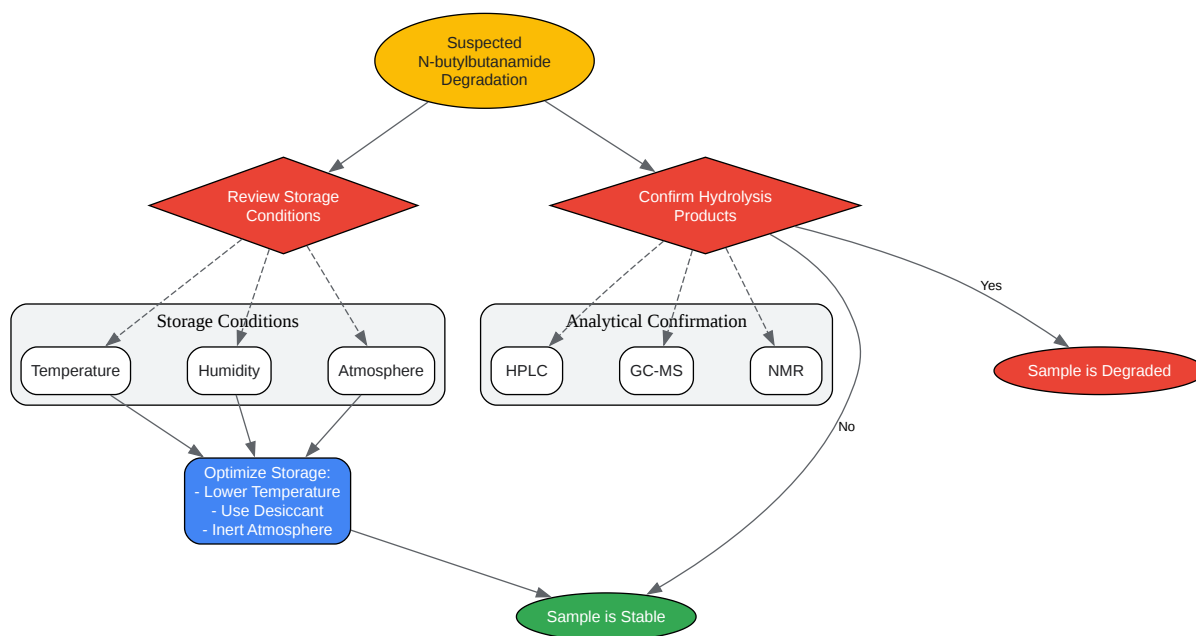 Suspected
N-butylbutanamide
Degradation
Review Storage
Conditions
Confirm Hydrolysis
Products
Yes
Storage Conditions
Analytical Confirmation
Temperature
Humidity
Atmosphere
HPLC
GC-MS
NMR
Sample is Degraded
No
Optimize Storage:
- Lower Temperature
- Use Desiccant
- Inert Atmosphere
Sample is Stable